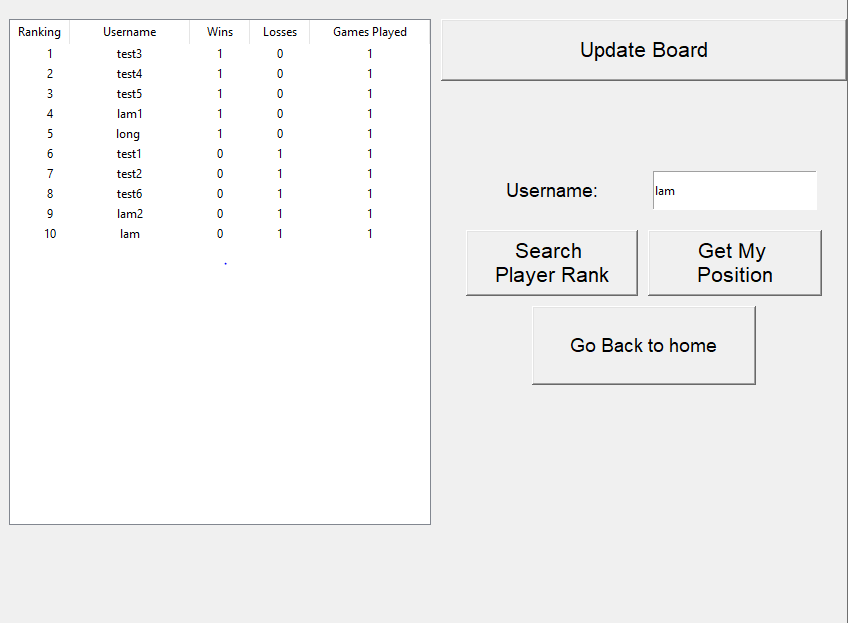 Ranking Username Wins Losses Games Played
1 test3 1 0 1
2 test4 1 0 1
3 test5 1 0 1
4 lam1 1 0 1
5 long 1 0 1
6 test1 0 1 1
7 test2 0 1 1
8 test6 0 1 1
9 lam2 0 1 1
10 lam 0 1 1
Update Board
Username: lam
Search
Player Rank
Get My
Position
Go Back to home